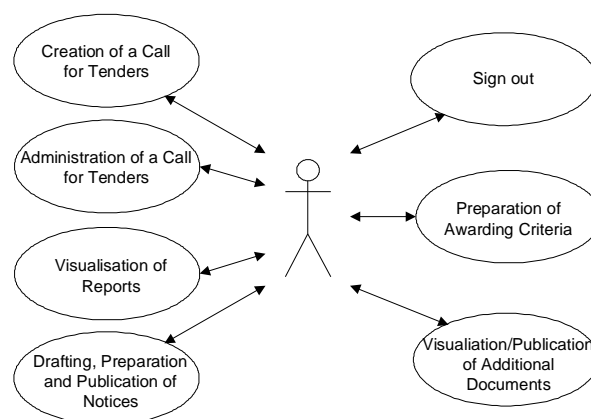 Creation of a Call
for Tenders
Sign out
Administration of a Call
for Tenders
Preparation of
Awarding Criteria
Visualisation of
Reports
Visualiation/Publication
of Additional
Documents
Drafting, Preparation
and Publication of
Notices